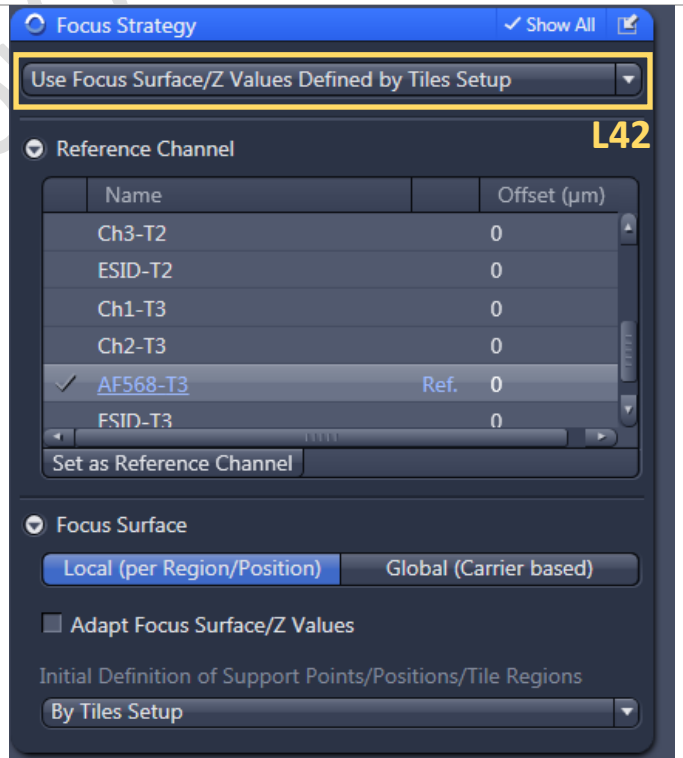 Focus Strategy ✓ Show All
Use Focus Surface/Z Values Defined by Tiles Setup
L42
Reference Channel
Name Offset (µm)
Ch3-T2 0
ESID-T2 0
Ch1-T3 0
Ch2-T3 0
✓ AF568-T3 Ref. 0
ESID-T3 0
Set as Reference Channel
Focus Surface
Local (per Region/Position) Global (Carrier based)
Adapt Focus Surface/Z Values
Initial Definition of Support Points/Positions/Tile Regions
By Tiles Setup